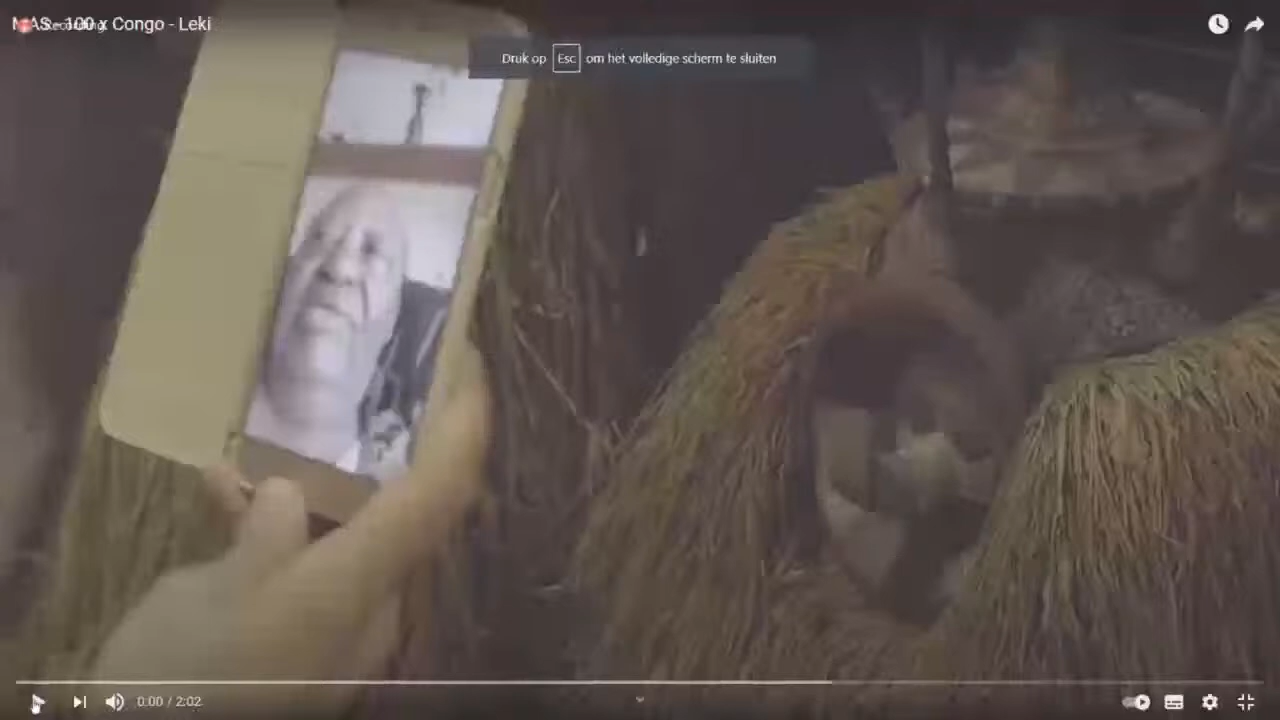 MAS - 100 x Congo - Leki
Druk op Esc om het volledige scherm te sluiten
0:00 / 2:02